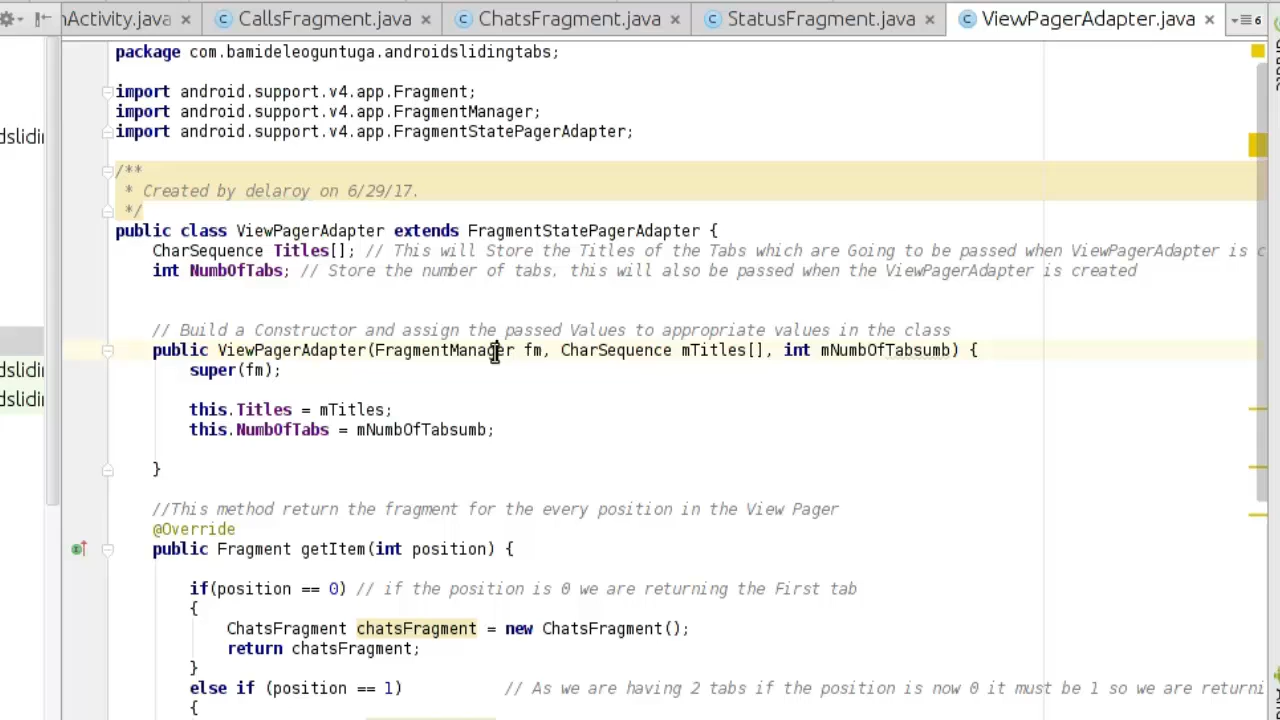 nActivity.java CallsFragment.java ChatsFragment.java StatusFragment.java ViewPagerAdapter.java 6
package com.bamideleoguntuga.androidslidingtabs;
import android.support.v4.app.Fragment;
import android.support.v4.app.FragmentManager;
dslidin
import android.support.v4.app.FragmentStatePagerAdapter;
/**
* Created by delaroy on 6/29/17.
*/
public class ViewPagerAdapter extends FragmentStatePagerAdapter {
CharSequence Titles[]; // This will Store the Titles of the Tabs which are Going to be passed when ViewPagerAdapter is c
int NumbOfTabs; // Store the number of tabs, this will also be passed when the ViewPagerAdapter is created
// Build a Constructor and assign the passed Values to appropriate values in the class
public ViewPagerAdapter(FragmentManager fm, CharSequence mTitles[], int mNumbOfTabsumb) {
dslidin
super(fm);
dslidin
this.Titles = mTitles;
this.NumbOfTabs = mNumbOfTabsumb;
}
//This method return the fragment for the every position in the View Pager
@Override
public Fragment getItem(int position) {
if(position == 0) // if the position is 0 we are returning the First tab
{
ChatsFragment chatsFragment = new ChatsFragment();
return chatsFragment;
}
else if (position == 1) // As we are having 2 tabs if the position is now 0 it must be 1 so we are returni
{